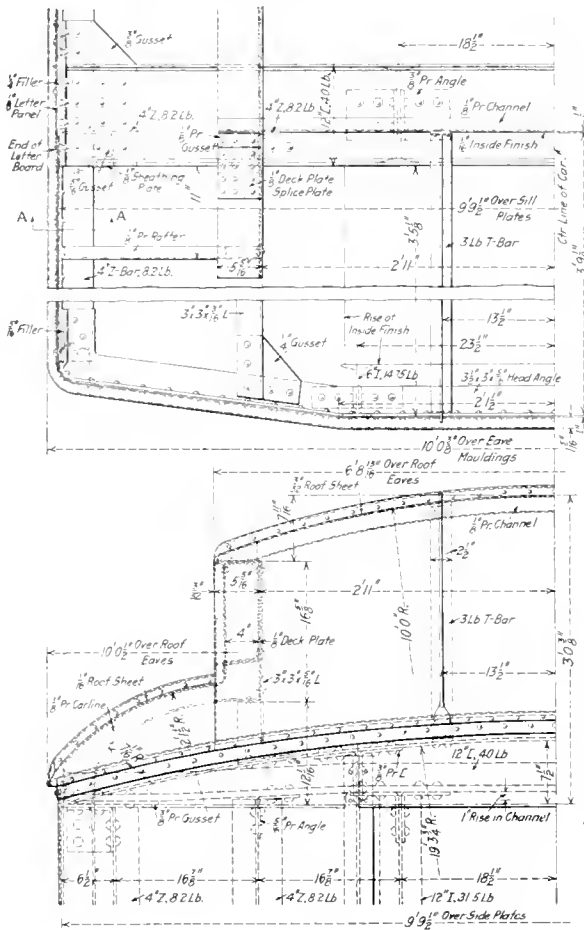 3/8" Gusset
18 1/2"
Filler
3/8" Pr Angle
1/8" Letter Panel
4" Z, 8.2 Lb.
4" Z, 8.2 Lb.
12" C, 40 Lb.
1/8" Pr Channel
1/8" Pr Gusset
1/16" Inside Finish
End of Letter Board
Gusset
1/8" Sheathing Plate
11"
1/8" Deck Plate Splice Plate
Ctr Line of Car.
A
A
9' 9 1/2" Over Sill Plates
1/8" Pr Rafter
3 Lb T-Bar
4" Z-Bar, 8.2 Lb.
5 5/16"
2' 11"
3" x 3" x 3/16" L
Rise of Inside Finish
13 1/2"
Filler
1/4" Gusset
23 1/2"
6" I, 14.75 Lb
3 1/2" x 3" x 5/16" Head Angle
2' 1 1/2"
10' 0 3/8" Over Eave Mouldings
6' 8 13/16" Over Roof Eaves
Roof Sheet
1/8" Pr. Channel
2 1/2"
5 5/16"
2' 11"
10' 0" R.
3 Lb T-Bar
4"
1/8" Deck Plate
10' 0 1/2" Over Roof Eaves
1/16" Roof Sheet
3" x 3" x 5/16" L
13 1/2"
1/8" Pr Carline
12" C, 40 Lb
3/8" Pr C
3/8" Pr Gusset
Pr Angle
1" Rise in Channel
6 1/2"
16 7/8"
16 7/8"
18 1/2"
4" Z, 8.2 Lb.
4" Z, 8.2 Lb
12" I, 31.5 Lb
9' 9 1/2" Over Side Plates